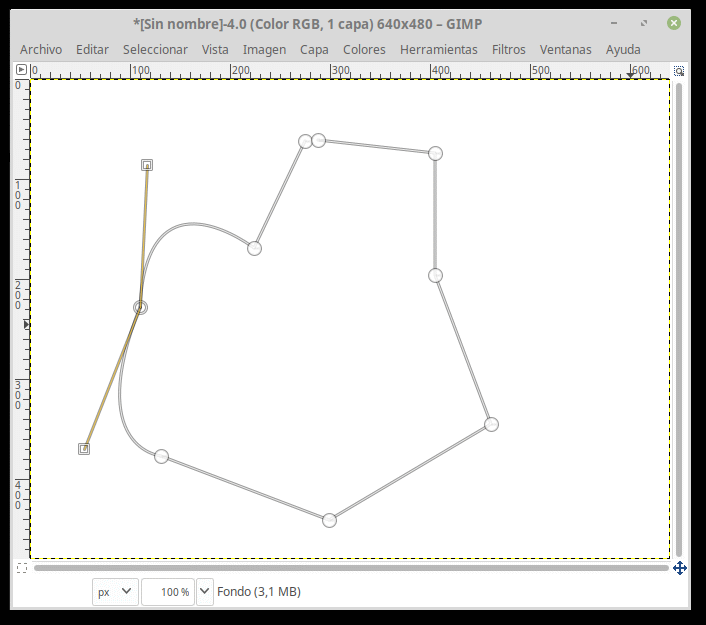 *[Sin nombre]-4.0 (Color RGB, 1 capa) 640x480 – GIMP
Archivo Editar Seleccionar Vista Imagen Capa Colores Herramientas Filtros Ventanas Ayuda
0 100 200 300 400 500 600
0
100
200
300
400
px 100 % Fondo (3,1 MB)